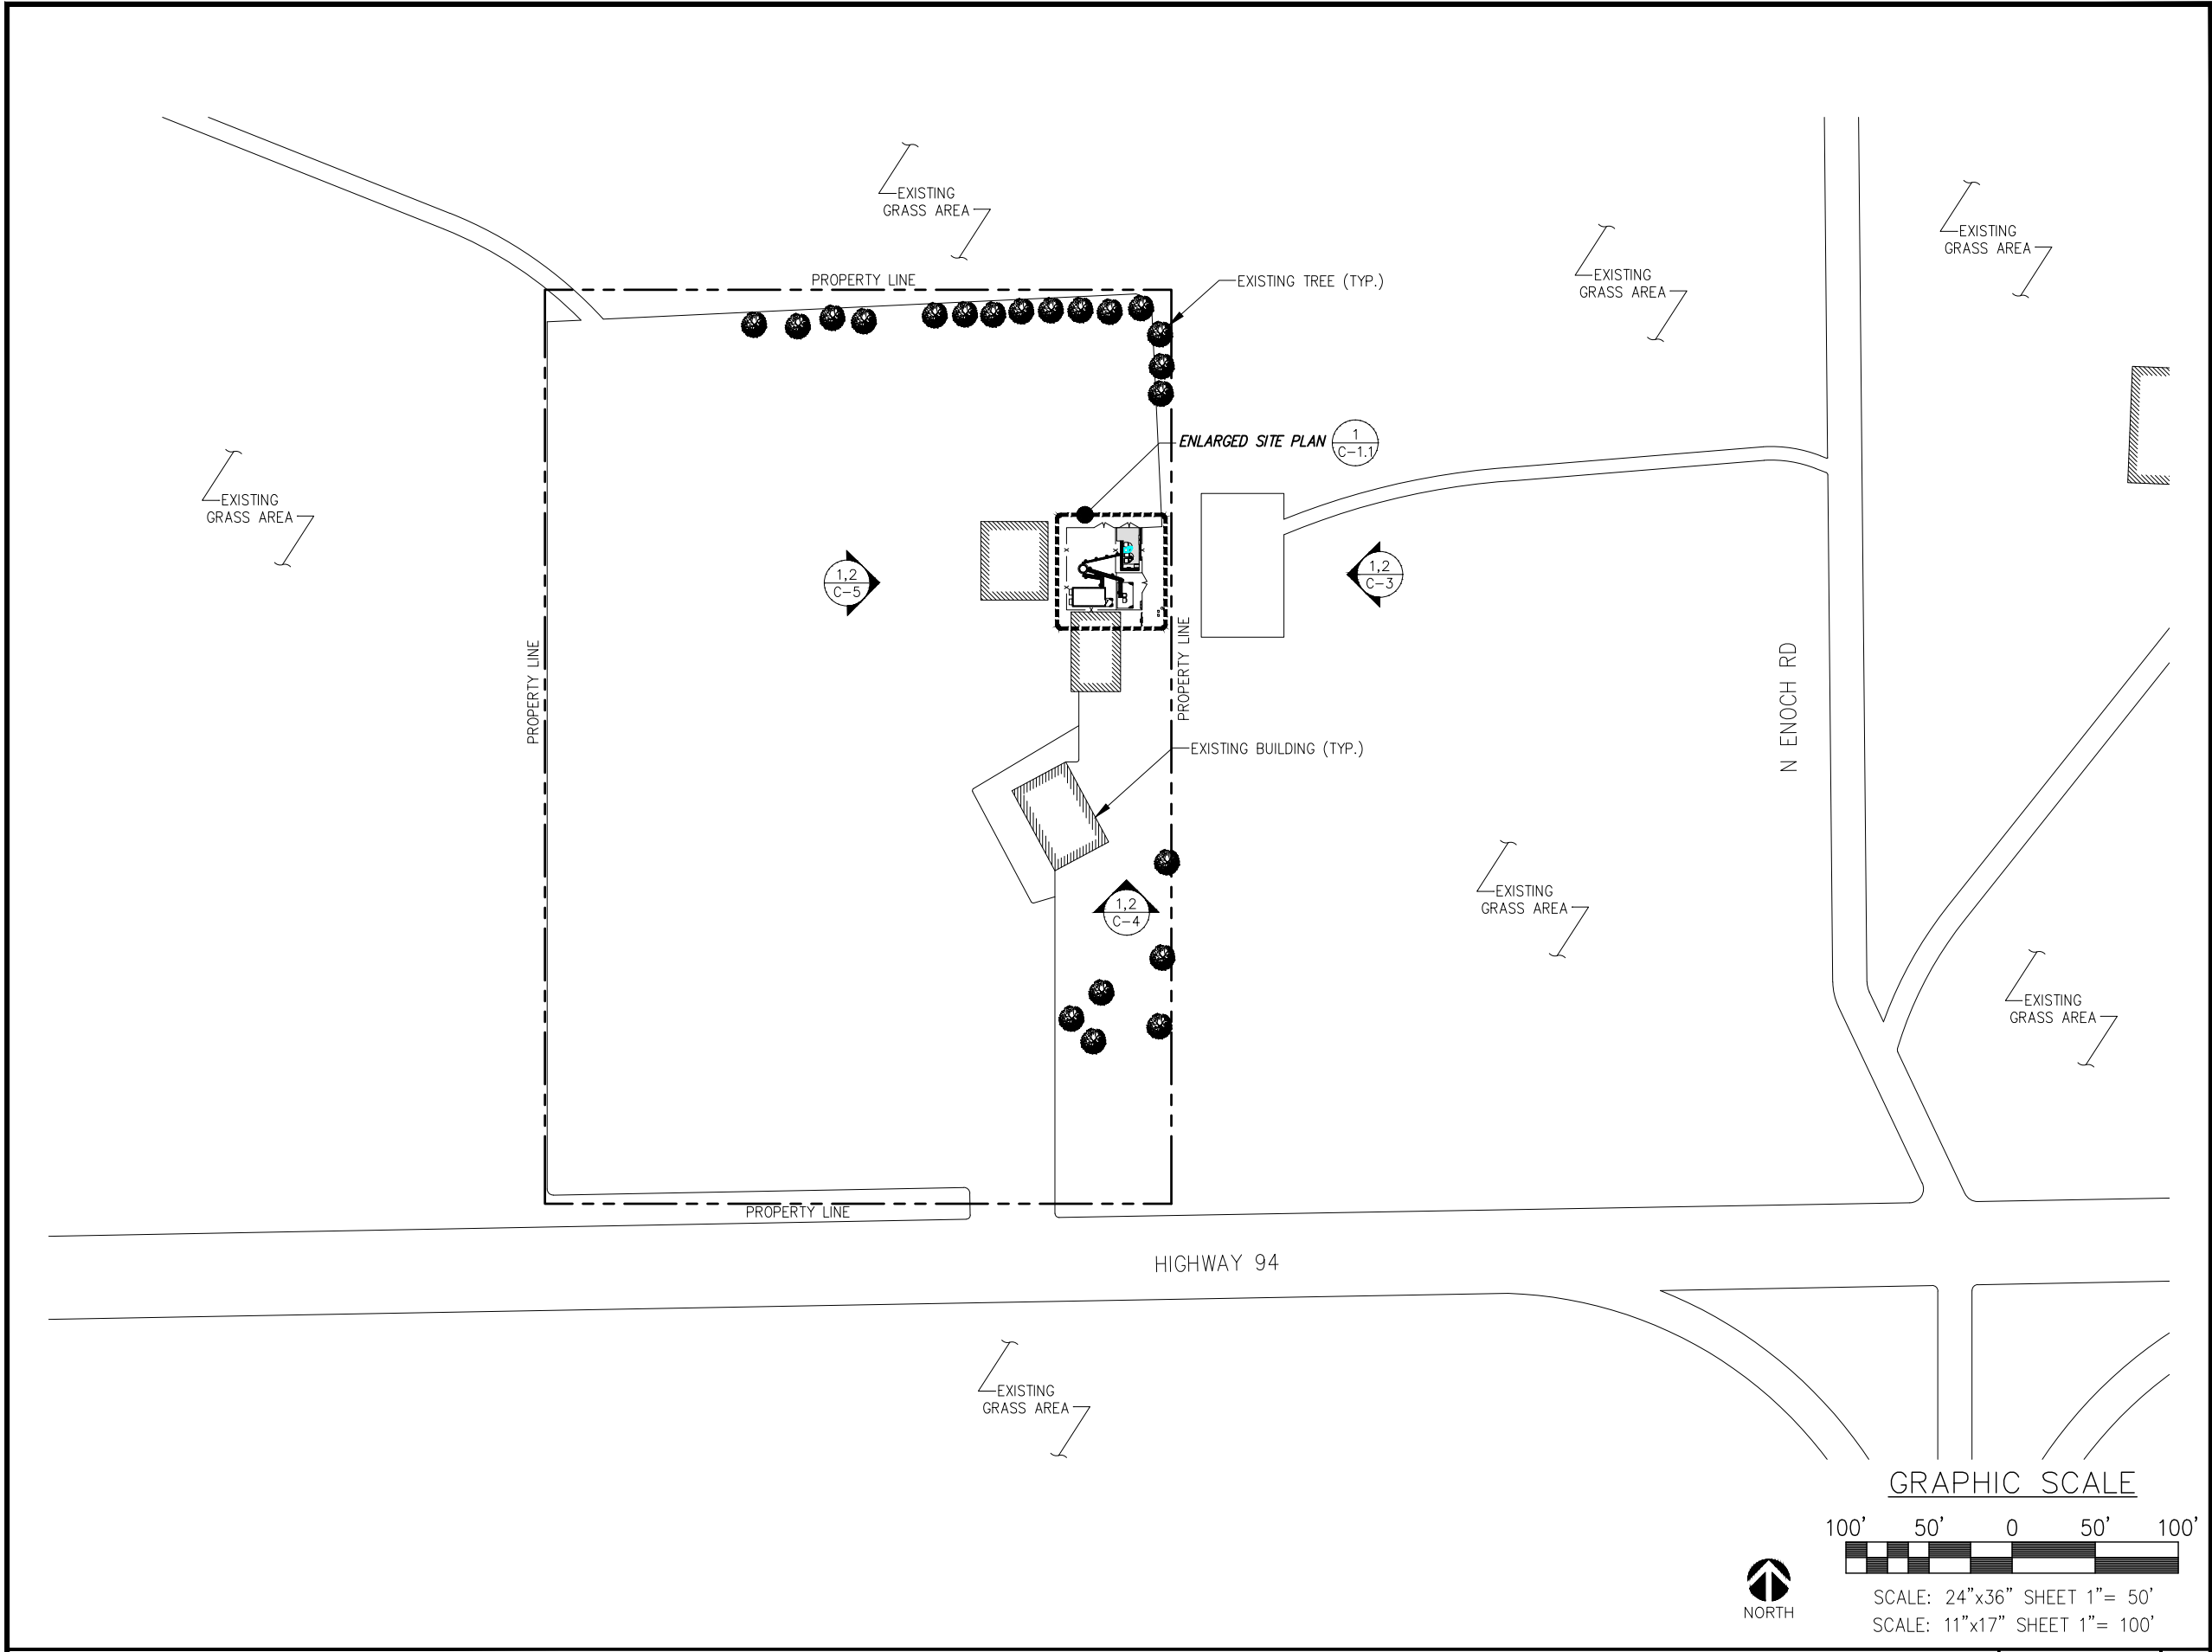 EXISTING
GRASS AREA
EXISTING
GRASS AREA
EXISTING
GRASS AREA
PROPERTY LINE
EXISTING TREE (TYP.)
ENLARGED SITE PLAN
1
C-1.1
EXISTING
GRASS AREA
1,2
C-5
1,2
C-3
PROPERTY LINE
PROPERTY LINE
N ENOCH RD
EXISTING BUILDING (TYP.)
EXISTING
GRASS AREA
1,2
C-4
EXISTING
GRASS AREA
PROPERTY LINE
HIGHWAY 94
EXISTING
GRASS AREA
GRAPHIC SCALE
100' 50' 0 50' 100'
NORTH
SCALE: 24"x36" SHEET 1"= 50'
SCALE: 11"x17" SHEET 1"= 100'